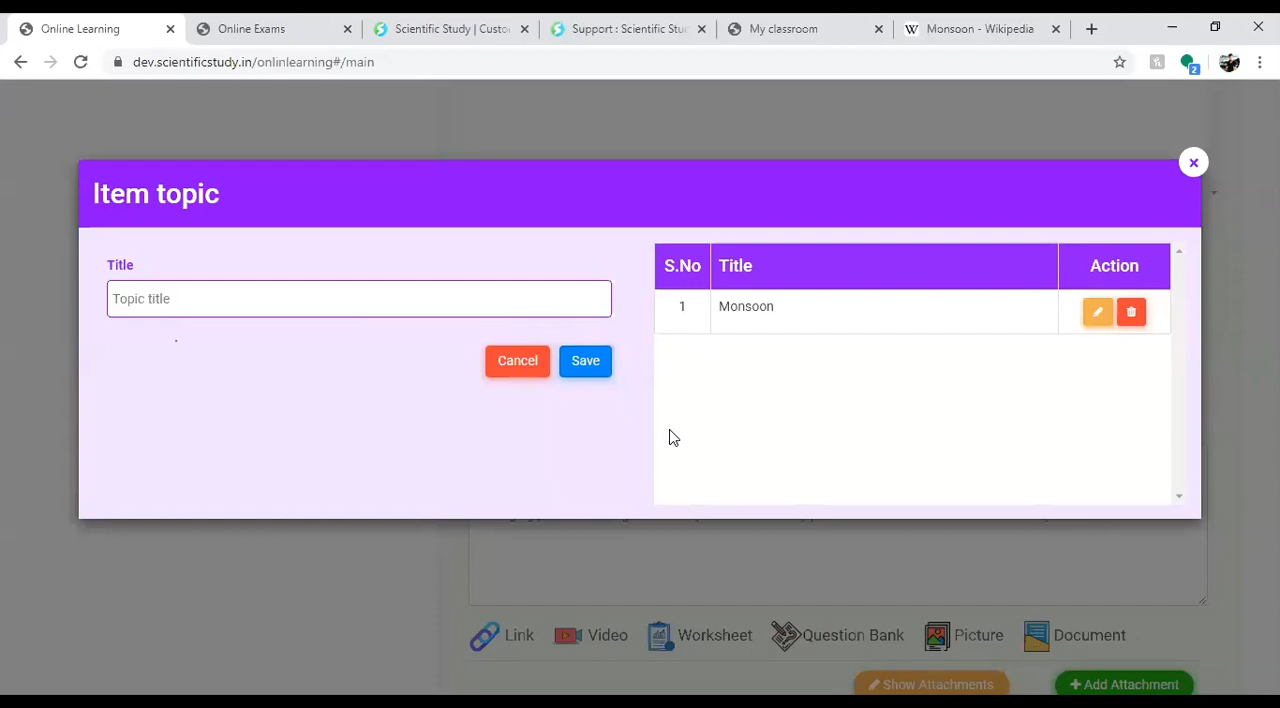 Online Learning
Online Exams
Scientific Study | Custo
Support : Scientific Stu
My classroom
Monsoon - Wikipedia
dev.scientificstudy.in/onlinlearning#/main
2
Item topic
Title
Topic title
Cancel
Save
S.No Title Action
1 Monsoon
Link
Video
Worksheet
Question Bank
Picture
Document
Show Attachments
Add Attachment